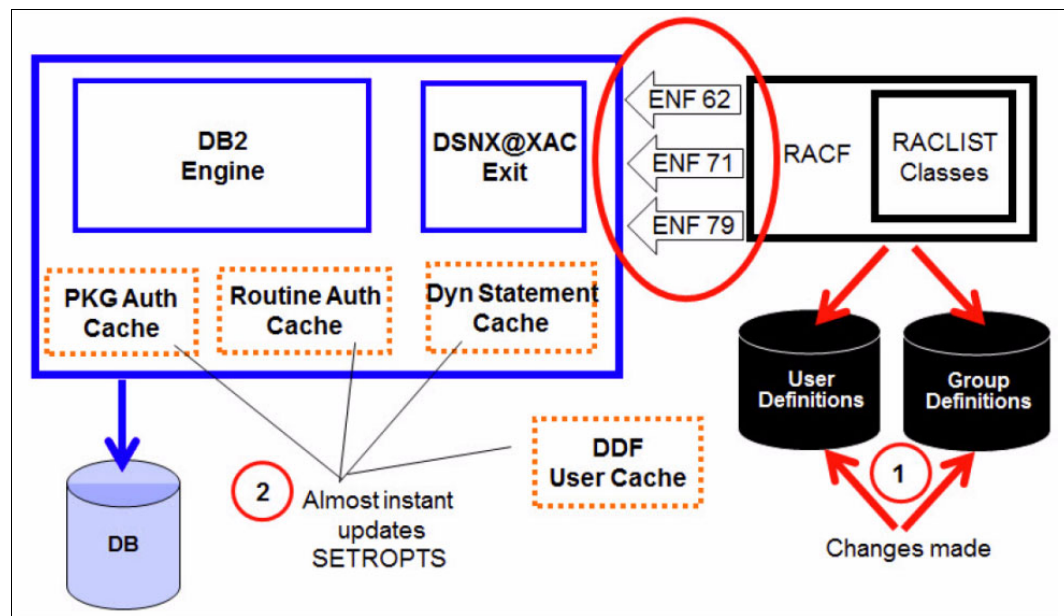 DB2
Engine
DSNX@XAC
Exit
ENF 62
ENF 71
ENF 79
RACF
RACLIST
Classes
PKG Auth
Cache
Routine Auth
Cache
Dyn Statement
Cache
User
Definitions
Group
Definitions
DDF
User Cache
1
Changes made
2
Almost instant
updates
SETROPTS
DB